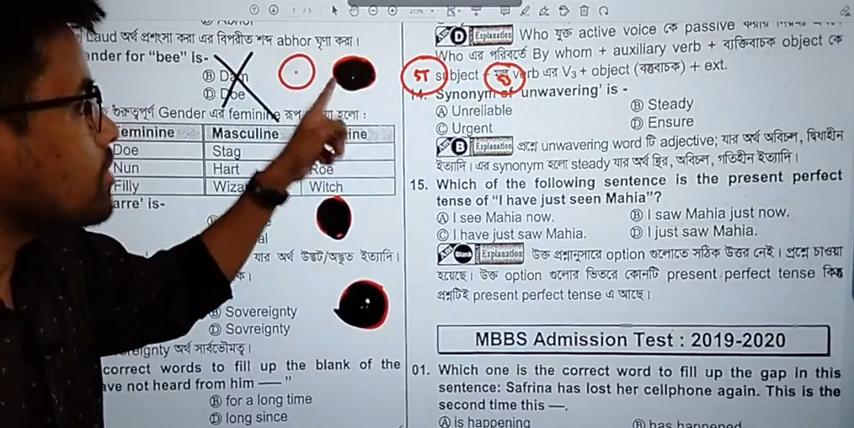 Laud অর্থ প্রশংসা করা এর বিপরীত শব্দ abhor ঘৃণা করা।
ender for “bee” is-
Ⓑ Dam
Ⓓ Doe
গুরুত্বপূর্ণ Gender এর feminine
eminine Masculine
Doe Stag
Nun Hart Roe
Filly Witch
arre' is-
যার অর্থ উদ্ভট/অদ্ভুত ইত্যাদি।
Ⓑ Sovereignty
Ⓓ Sovreignty
অর্থ সার্বভৌমত্ব।
correct words to fill up the blank of the
ave not heard from him —— ”
Ⓑ for a long time
Ⓓ long since
Ⓓ Explanation Who যুক্ত active voice কে passive
Who এর পরিবর্তে By whom + auxiliary verb + ব্যক্তিবাচক object কে
subject + verb এর V₃ + object (বস্তুবাচক) + ext.
14. Synonym of unwavering' is -
Ⓐ Unreliable Ⓑ Steady
Ⓒ Urgent Ⓓ Ensure
Ⓑ Explanation প্রশ্নে unwavering word টি adjective; যার অর্থ অবিচল, দ্বিধাহীন
ইত্যাদি। এর synonym হলো steady যার অর্থ স্থির, অবিচল, গতিহীন ইত্যাদি।
15. Which of the following sentence is the present perfect
tense of “I have just seen Mahia”?
Ⓐ I see Mahia now. Ⓑ I saw Mahia just now.
Ⓒ I have just saw Mahia. Ⓓ I just saw Mahia.
Blank Explanation উক্ত প্রশ্নানুসারে option গুলোতে সঠিক উত্তর নেই। প্রশ্নে চাওয়া
হয়েছে। উক্ত option গুলোর ভিতরে কোনটি present perfect tense কিন্তু
প্রশ্নটিই present perfect tense এ আছে।
MBBS Admission Test : 2019-2020
01. Which one is the correct word to fill up the gap in this
sentence: Safrina has lost her cellphone again. This is the
second time this —.
Ⓐ is happening Ⓑ has happened